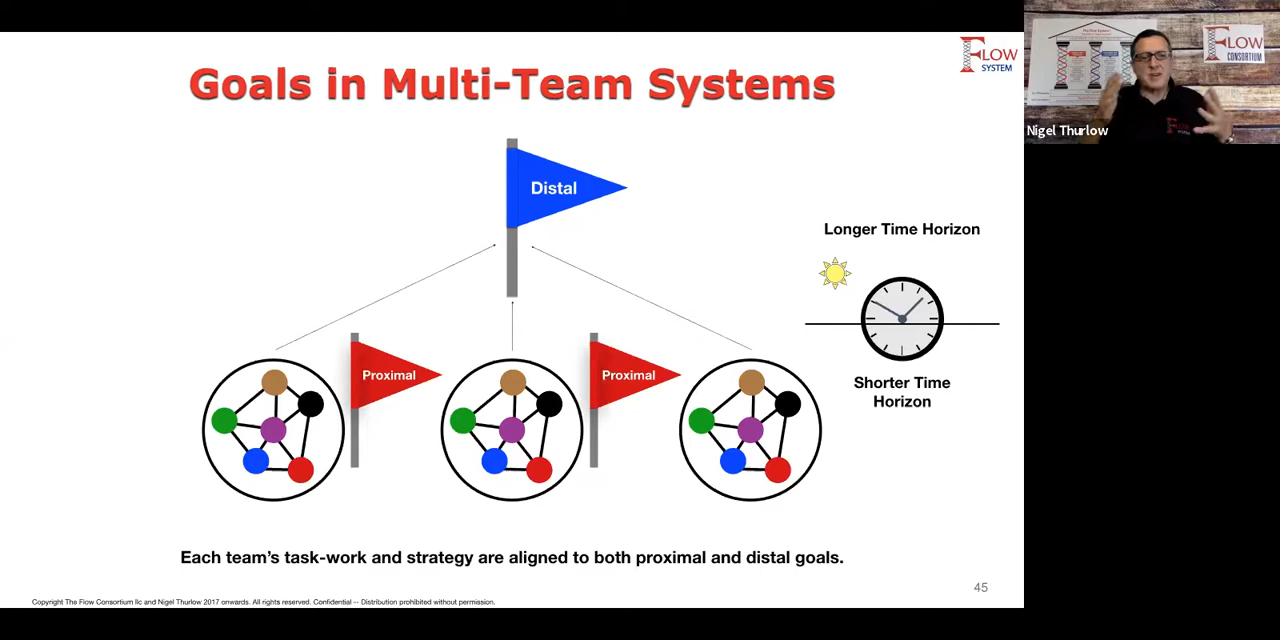 Goals in Multi-Team Systems
FLOW
SYSTEM
Distal
Longer Time Horizon
Proximal
Proximal
Shorter Time
Horizon
Each team's task-work and strategy are aligned to both proximal and distal goals.
45
Copyright The Flow Consortium llc and Nigel Thurlow 2017 onwards. All rights reserved. Confidential -- Distribution prohibited without permission.
FLOW
CONSORTIUM
Nigel Thurlow